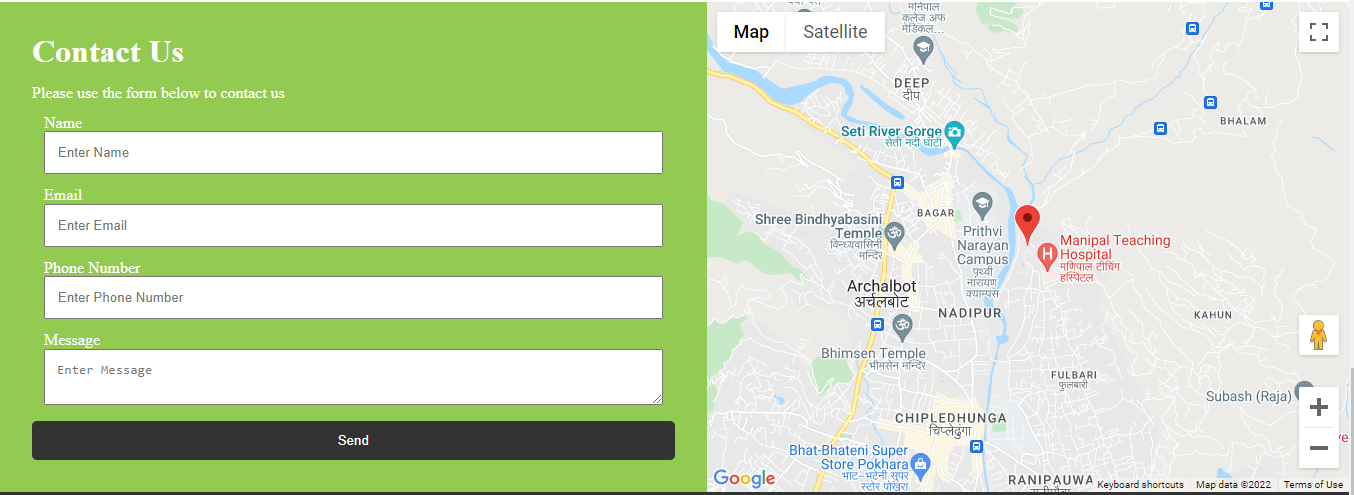 Contact Us
Please use the form below to contact us
Name
Enter Name
Email
Enter Email
Phone Number
Enter Phone Number
Message
Enter Message
Send
Map
Satellite
मनिपाल
कलेज अफ
मेडिकल...
DEEP
दीप
BHALAM
Seti River Gorge
सेती नदी घाटी
BAGAR
Shree Bindhyabasini
Temple
विन्ध्यवासिनी
मन्दिर
Prithvi
Narayan
Campus
पृथ्वी
नारायण
क्याम्पस
Manipal Teaching
Hospital
मणिपाल टीचिंग
हस्पिटल
Archalbot
अर्चलबोट
NADIPUR
KAHUN
Bhimsen Temple
भीमसेन मन्दिर
FULBARI
फुलबारी
Subash (Raja)
CHIPLEDHUNGA
चिप्लेढुंगा
Bhat-Bhateni Super
Store Pokhara
भाट-भटेनी सुपर
स्टोर पोखरा
RANIPAUWA
Google
Keyboard shortcuts
Map data ©2022
Terms of Use